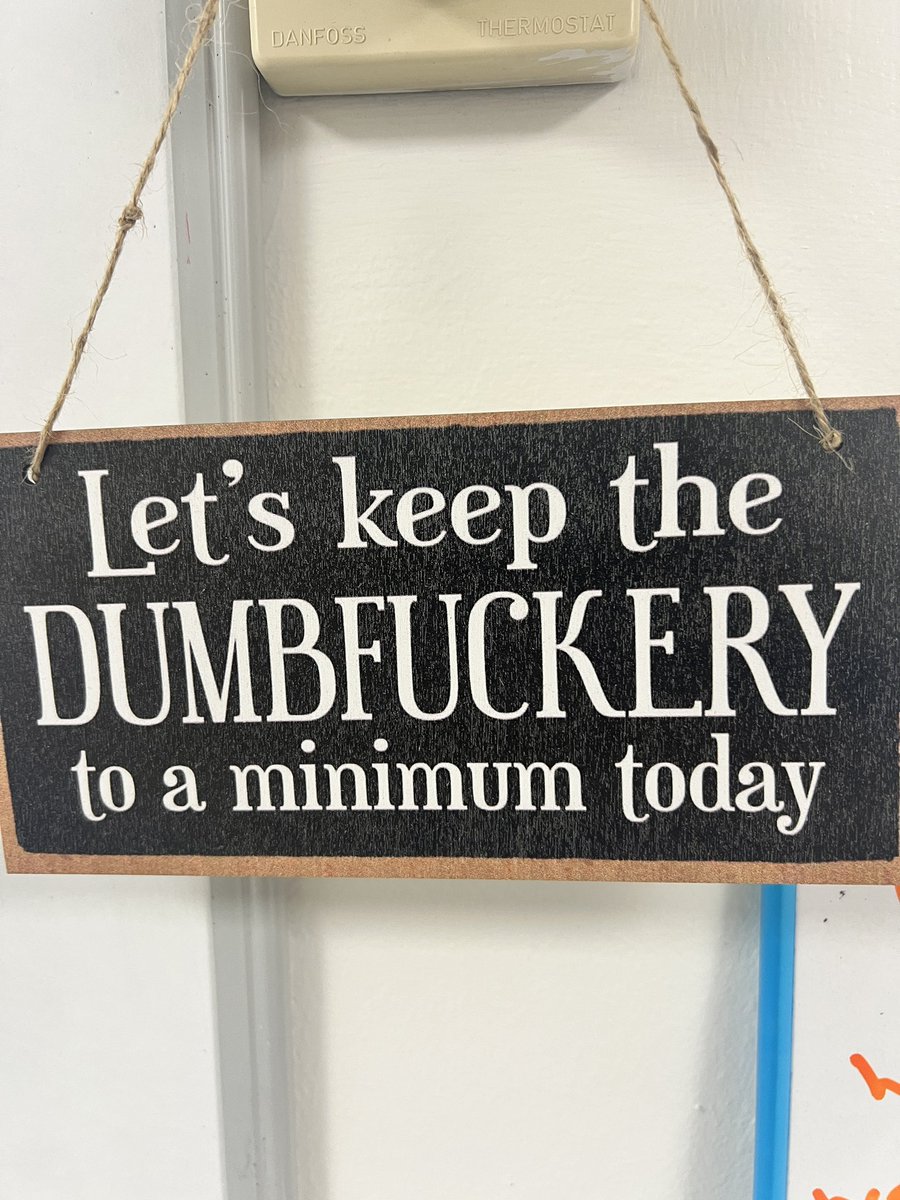 DANFOSS THERMOSTAT
Let's keep the
DUMBFUCKERY
to a minimum today